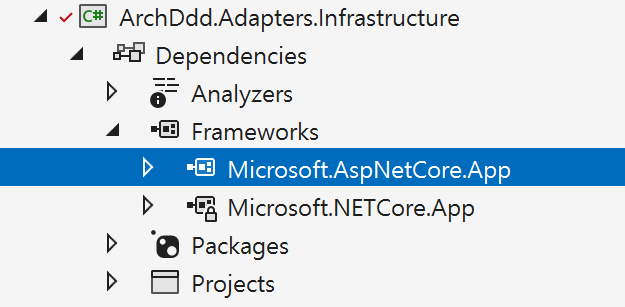 C# ArchDdd.Adapters.Infrastructure
Dependencies
Analyzers
Frameworks
Microsoft.AspNetCore.App
Microsoft.NETCore.App
Packages
Projects